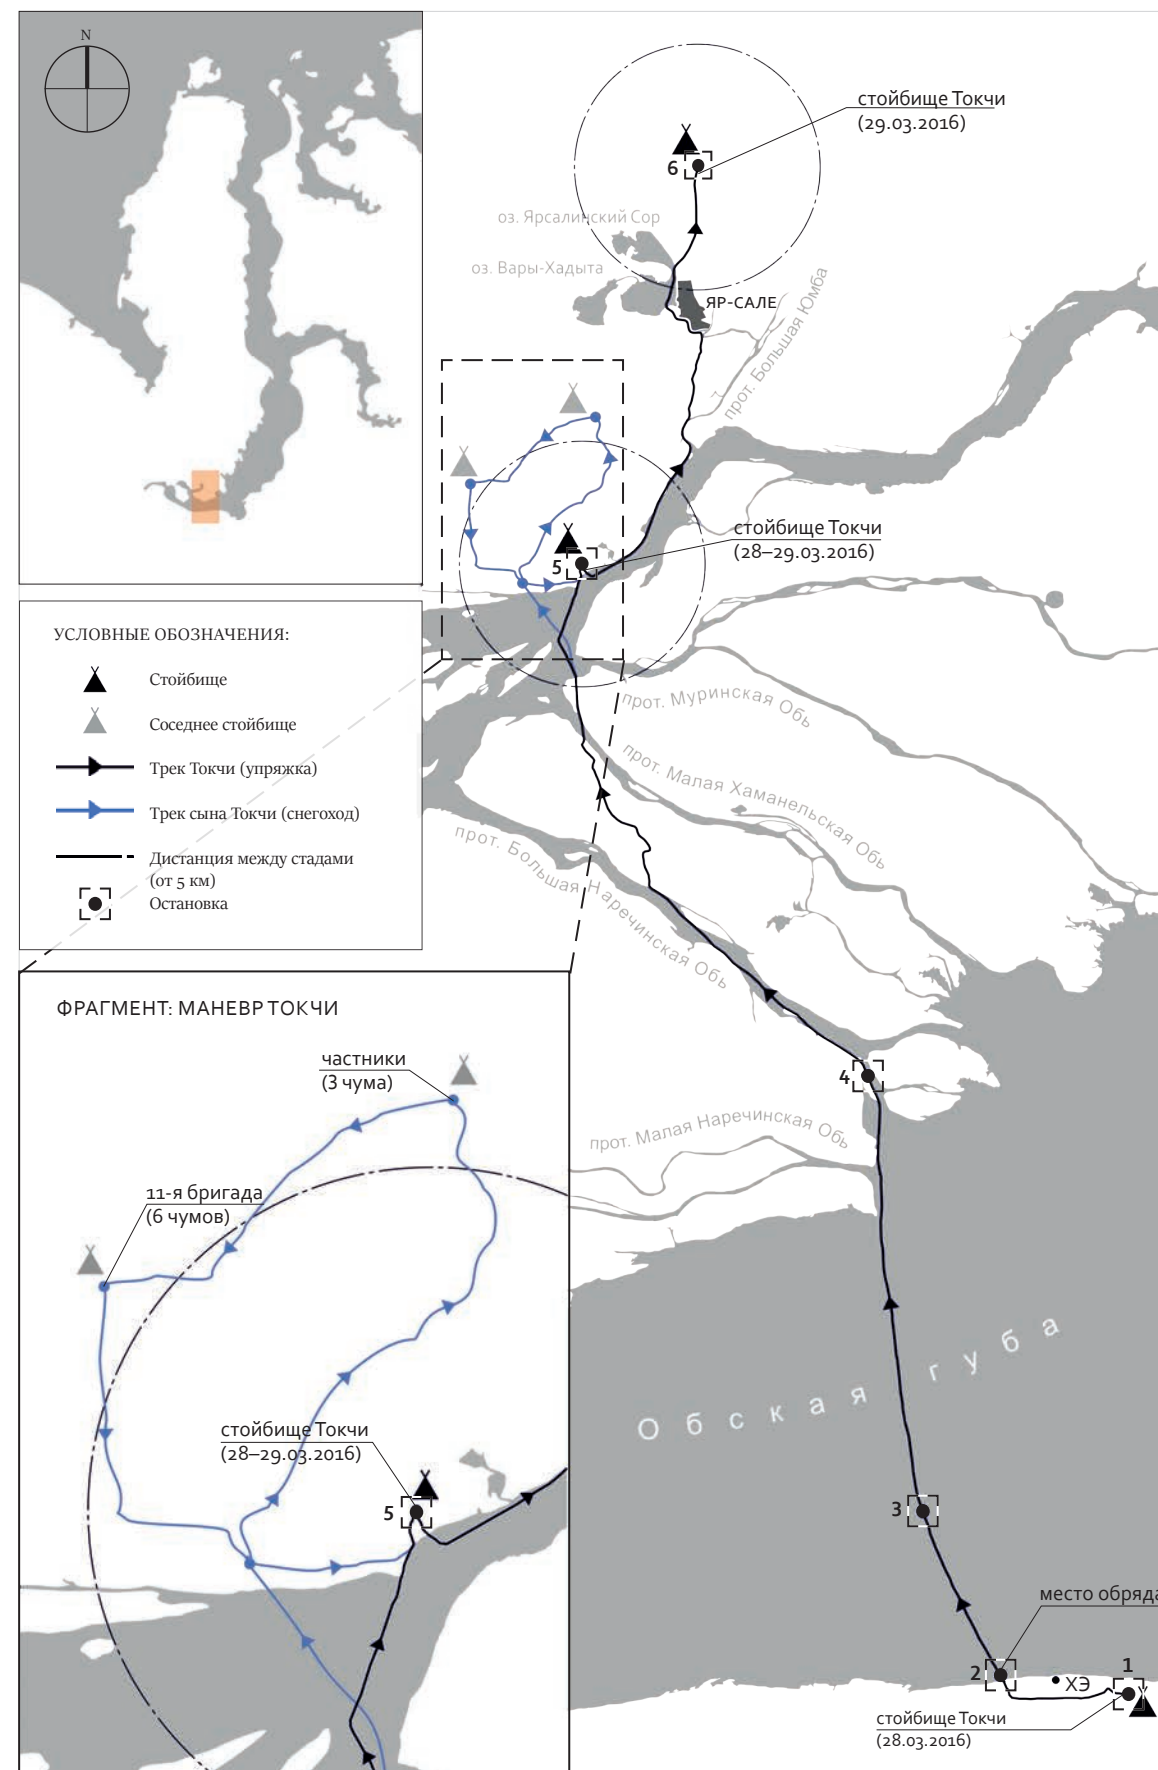 N
стойбище Токчи
(29.03.2016)
6
оз. Ярсалинский Сор
оз. Вары-Хадыта
ЯР-САЛЕ
прот. Большая Юмба
стойбище Токчи
(28–29.03.2016)
5
УСЛОВНЫЕ ОБОЗНАЧЕНИЯ:
Стойбище
Соседнее стойбище
Трек Токчи (упряжка)
Трек сына Токчи (снегоход)
Дистанция между стадами
(от 5 км)
Остановка
прот. Муринская Обь
прот. Малая Хаманельская Обь
прот. Большая Наречинская Обь
ФРАГМЕНТ: МАНЕВР ТОКЧИ
частники
(3 чума)
4
прот. Малая Наречинская Обь
11-я бригада
(6 чумов)
Обская губа
стойбище Токчи
(28–29.03.2016)
5
3
место обряда
2
ХЭ
1
стойбище Токчи
(28.03.2016)